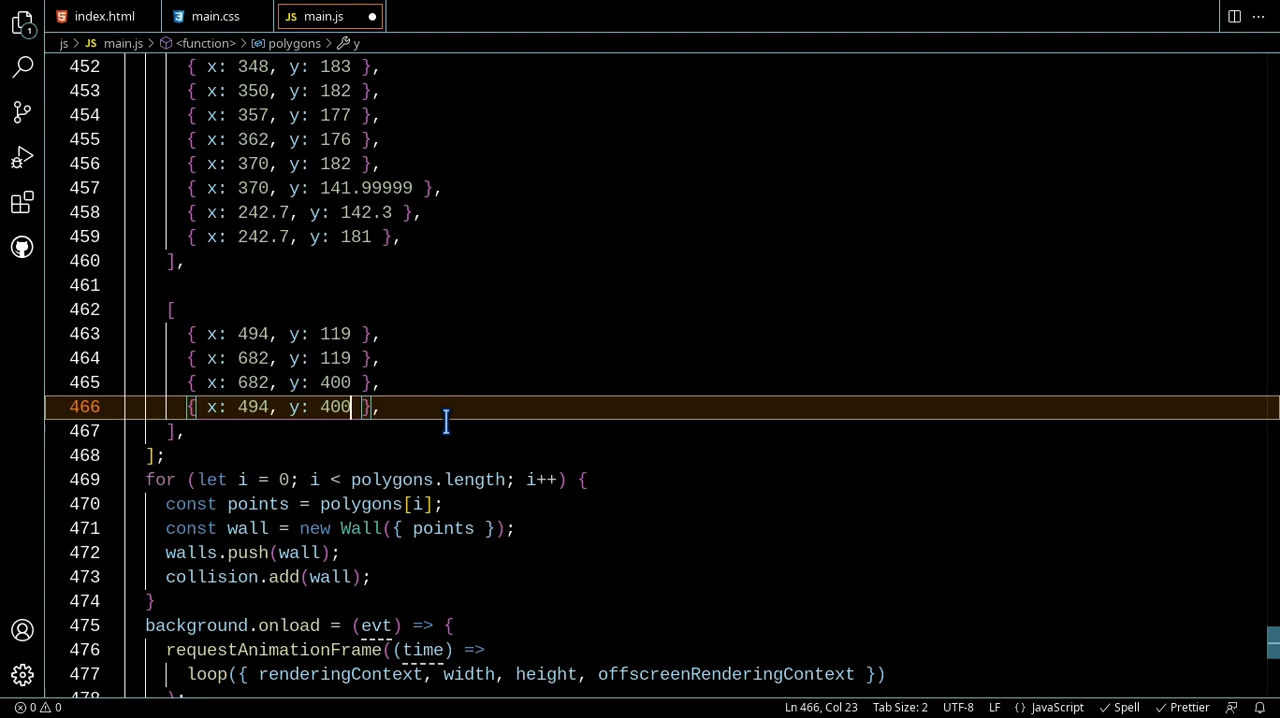 index.html
main.css
JS main.js
js > JS main.js > <function> > polygons > y
1
452 { x: 348, y: 183 },
453 { x: 350, y: 182 },
454 { x: 357, y: 177 },
455 { x: 362, y: 176 },
456 { x: 370, y: 182 },
457 { x: 370, y: 141.99999 },
458 { x: 242.7, y: 142.3 },
459 { x: 242.7, y: 181 },
460 ],
461
462 [
463 { x: 494, y: 119 },
464 { x: 682, y: 119 },
465 { x: 682, y: 400 },
466 { x: 494, y: 400 },
467 ],
468 ];
469 for (let i = 0; i < polygons.length; i++) {
470 const points = polygons[i];
471 const wall = new Wall({ points });
472 walls.push(wall);
473 collision.add(wall);
474 }
475 background.onload = (evt) => {
476 requestAnimationFrame((time) =>
477 loop({ renderingContext, width, height, offscreenRenderingContext })
478 );
0 0 Ln 466, Col 23 Tab Size: 2 UTF-8 LF {} JavaScript Spell Prettier